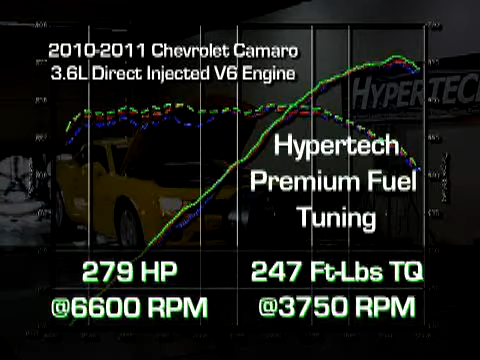 2010-2011 Chevrolet Camaro
3.6L Direct Injected V6 Engine
HYPERTEC
Hypertech
Premium Fuel
Tuning
279 HP
247 Ft-Lbs TQ
@6600 RPM
@3750 RPM